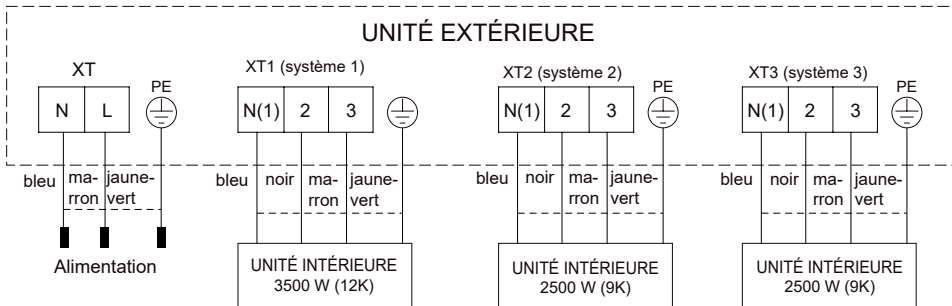 UNITÉ EXTÉRIEURE
XT
PE
N L
XT1 (système 1)
N(1) 2 3
XT2 (système 2)
PE
N(1) 2 3
XT3 (système 3)
PE
N(1) 2 3
bleu ma- jaune-
rron vert
bleu noir ma- jaune-
rron vert
bleu noir ma- jaune-
rron vert
bleu noir ma- jaune-
rron vert
Alimentation
UNITÉ INTÉRIEURE
3500 W (12K)
UNITÉ INTÉRIEURE
2500 W (9K)
UNITÉ INTÉRIEURE
2500 W (9K)